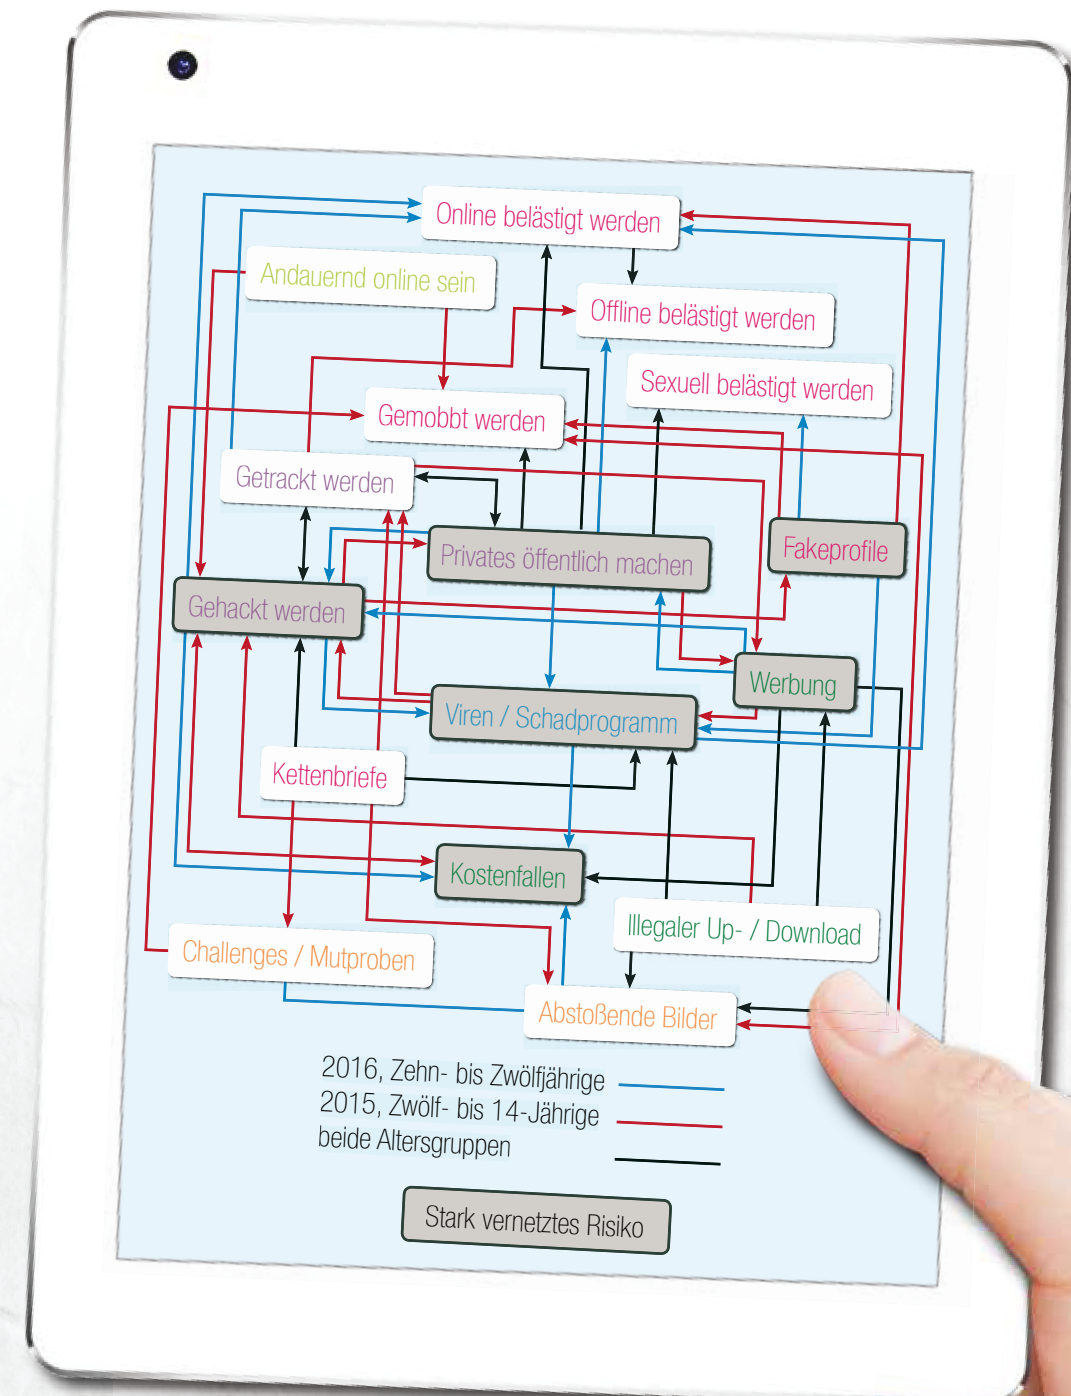 Online belästigt werden
Andauernd online sein
Offline belästigt werden
Sexuell belästigt werden
Gemobbt werden
Getrackt werden
Privates öffentlich machen
Fakeprofile
Gehackt werden
Werbung
Viren / Schadprogramm
Kettenbriefe
Kostenfallen
Illegaler Up- / Download
Challenges / Mutproben
Abstoßende Bilder
2016, Zehn- bis Zwölfjährige
2015, Zwölf- bis 14-Jährige
beide Altersgruppen
Stark vernetztes Risiko